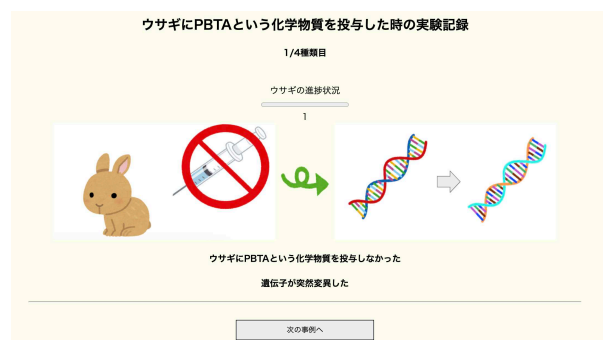 ウサギにPBTAという化学物質を投与した時の実験記録
1/4種類目
ウサギの進捗状況
1
ウサギにPBTAという化学物質を投与しなかった
遺伝子が突然変異した
次の事例へ